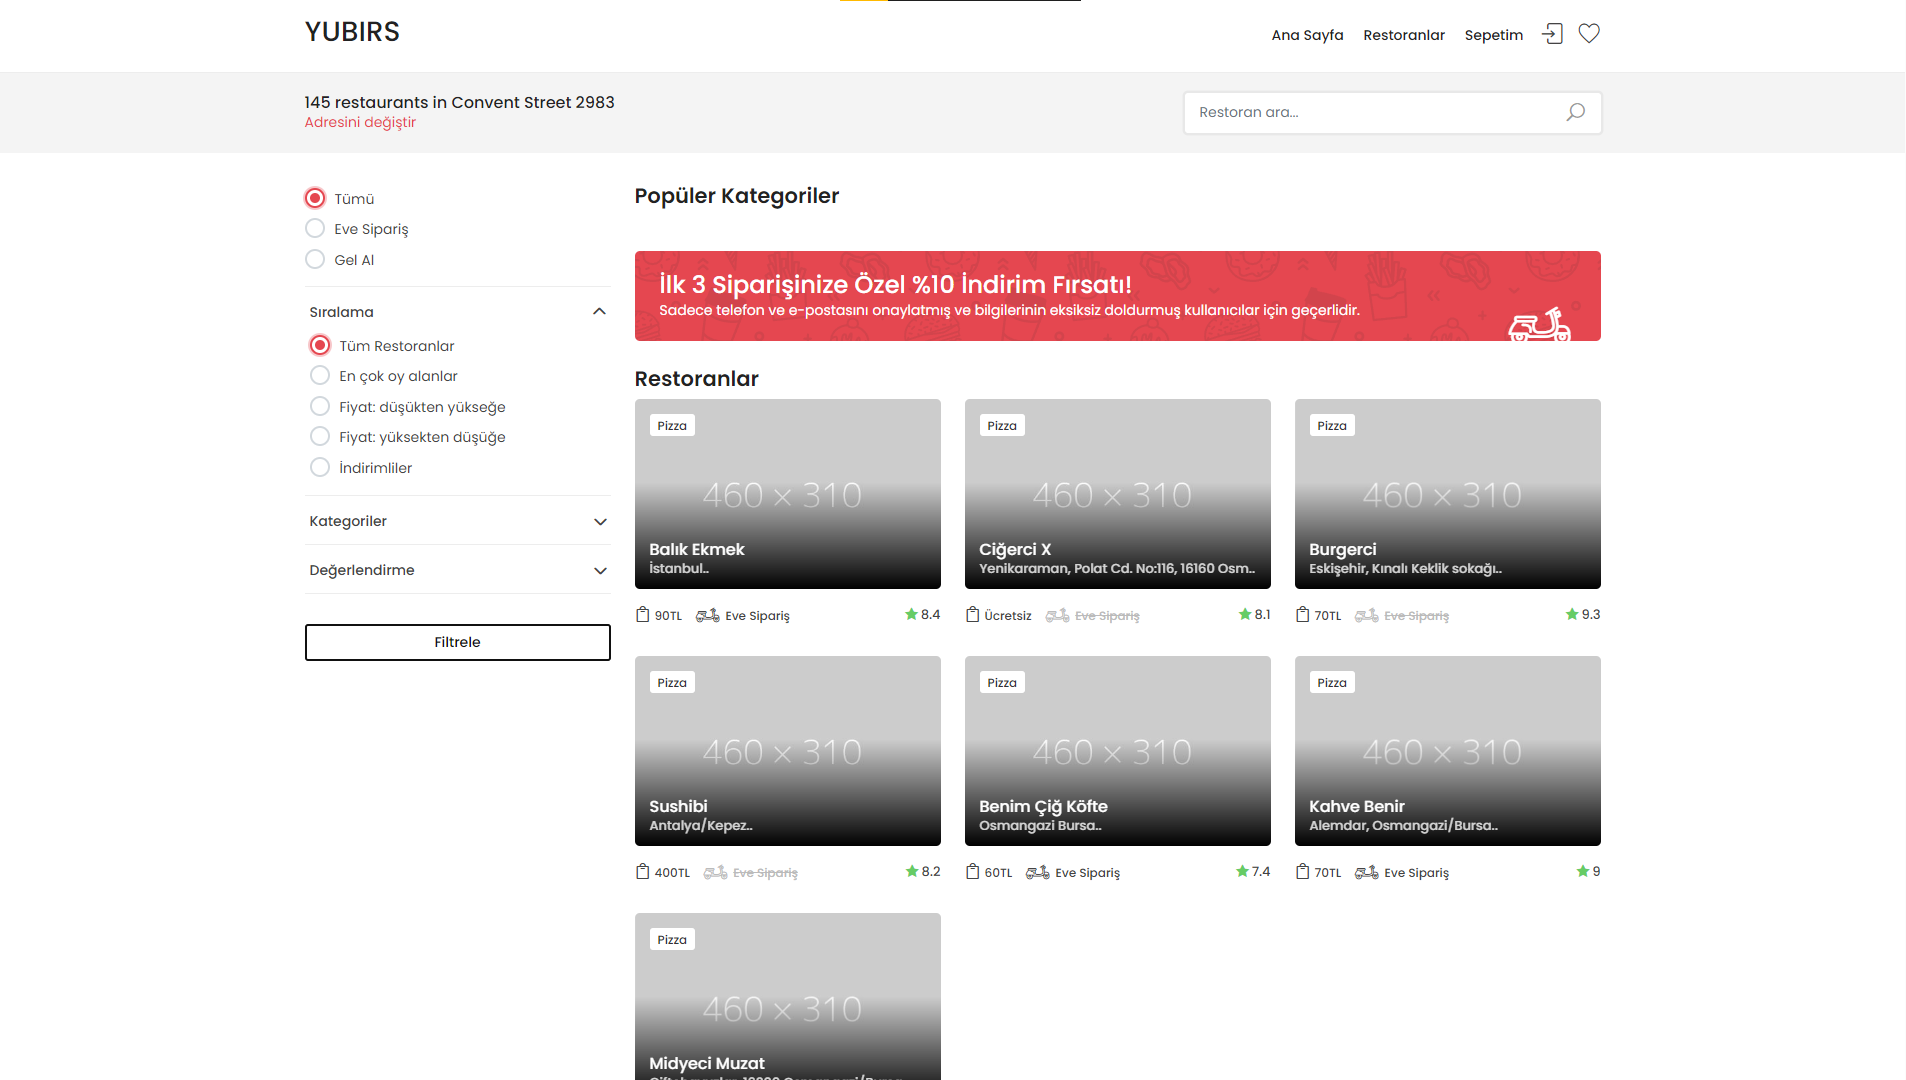 YUBIRS
Ana Sayfa
Restoranlar
Sepetim
145 restaurants in Convent Street 2983
Adresini değiştir
Restoran ara...
Tümü
Eve Sipariş
Gel Al
Sıralama
Tüm Restoranlar
En çok oy alanlar
Fiyat: düşükten yükseğe
Fiyat: yüksekten düşüğe
İndirimliler
Kategoriler
Değerlendirme
Filtrele
Popüler Kategoriler
İlk 3 Siparişinize Özel %10 İndirim Fırsatı!
Sadece telefon ve e-postasını onaylatmış ve bilgilerinin eksiksiz doldurmuş kullanıcılar için geçerlidir.
Restoranlar
Pizza
460 × 310
Balık Ekmek
İstanbul..
90TL Eve Sipariş 8.4
Pizza
460 × 310
Ciğerci X
Yenikaraman, Polat Cd. No:116, 16160 Osm..
Ücretsiz Eve Sipariş 8.1
Pizza
460 × 310
Burgerci
Eskişehir, Kınalı Keklik sokağı..
70TL Eve Sipariş 9.3
Pizza
460 × 310
Sushibi
Antalya/Kepez..
400TL Eve Sipariş 8.2
Pizza
460 × 310
Benim Çiğ Köfte
Osmangazi Bursa..
60TL Eve Sipariş 7.4
Pizza
460 × 310
Kahve Benir
Alemdar, Osmangazi/Bursa..
70TL Eve Sipariş 9
Pizza
460 × 310
Midyeci Muzat